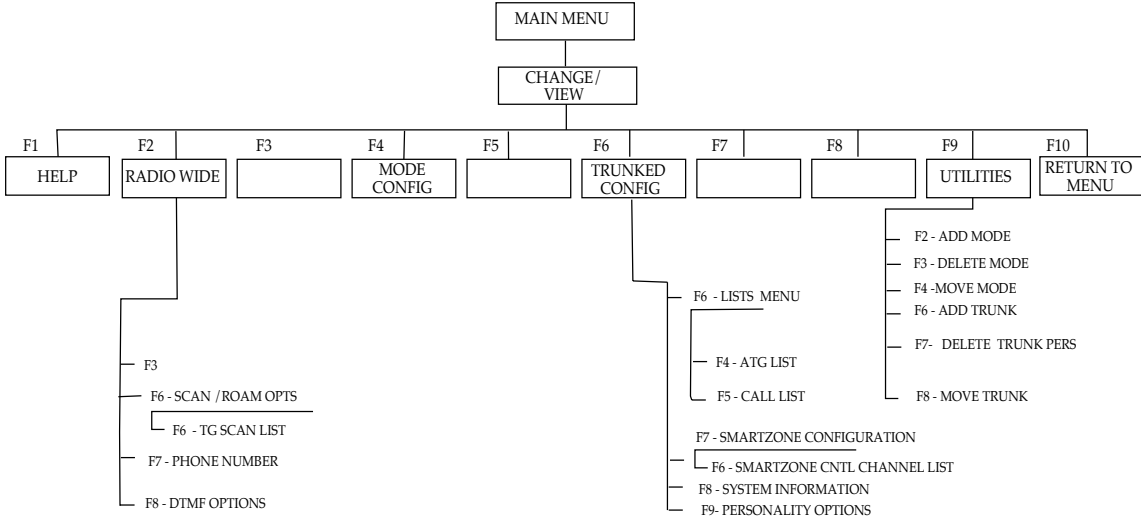 MAIN MENU
CHANGE/
VIEW
F1
F2
F3
F4
F5
F6
F7
F8
F9
F10
HELP
RADIO WIDE
MODE
CONFIG
TRUNKED
CONFIG
UTILITIES
RETURN TO
MENU
F3
F6 - SCAN / ROAM OPTS
F6 - TG SCAN LIST
F7 - PHONE NUMBER
F8 - DTMF OPTIONS
F6 - LISTS MENU
F4 - ATG LIST
F5 - CALL LIST
F7 - SMARTZONE CONFIGURATION
F6 - SMARTZONE CNTL CHANNEL LIST
F8 - SYSTEM INFORMATION
F9- PERSONALITY OPTIONS
F2 - ADD MODE
F3 - DELETE MODE
F4 -MOVE MODE
F6 - ADD TRUNK
F7- DELETE TRUNK PERS
F8 - MOVE TRUNK